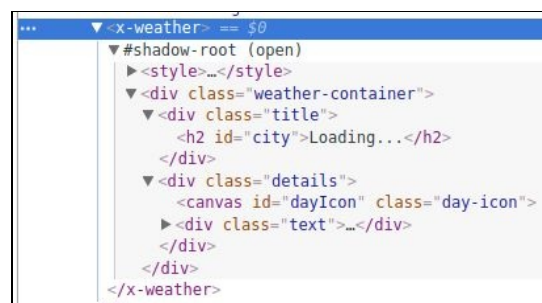 … ▼<x-weather> == $0
▼#shadow-root (open)
▶<style>…</style>
▼<div class="weather-container">
▼<div class="title">
<h2 id="city">Loading...</h2>
</div>
▼<div class="details">
<canvas id="dayIcon" class="day-icon">
▶<div class="text">…</div>
</div>
</div>
</x-weather>